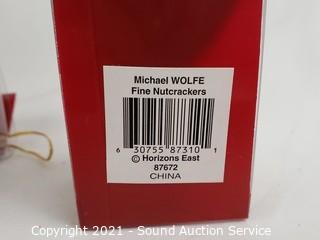 Michael WOLFE
Fine Nutcrackers
6 30755 87310 1
© Horizons East
87672
CHINA
Copyright 2021 - Sound Auction Service